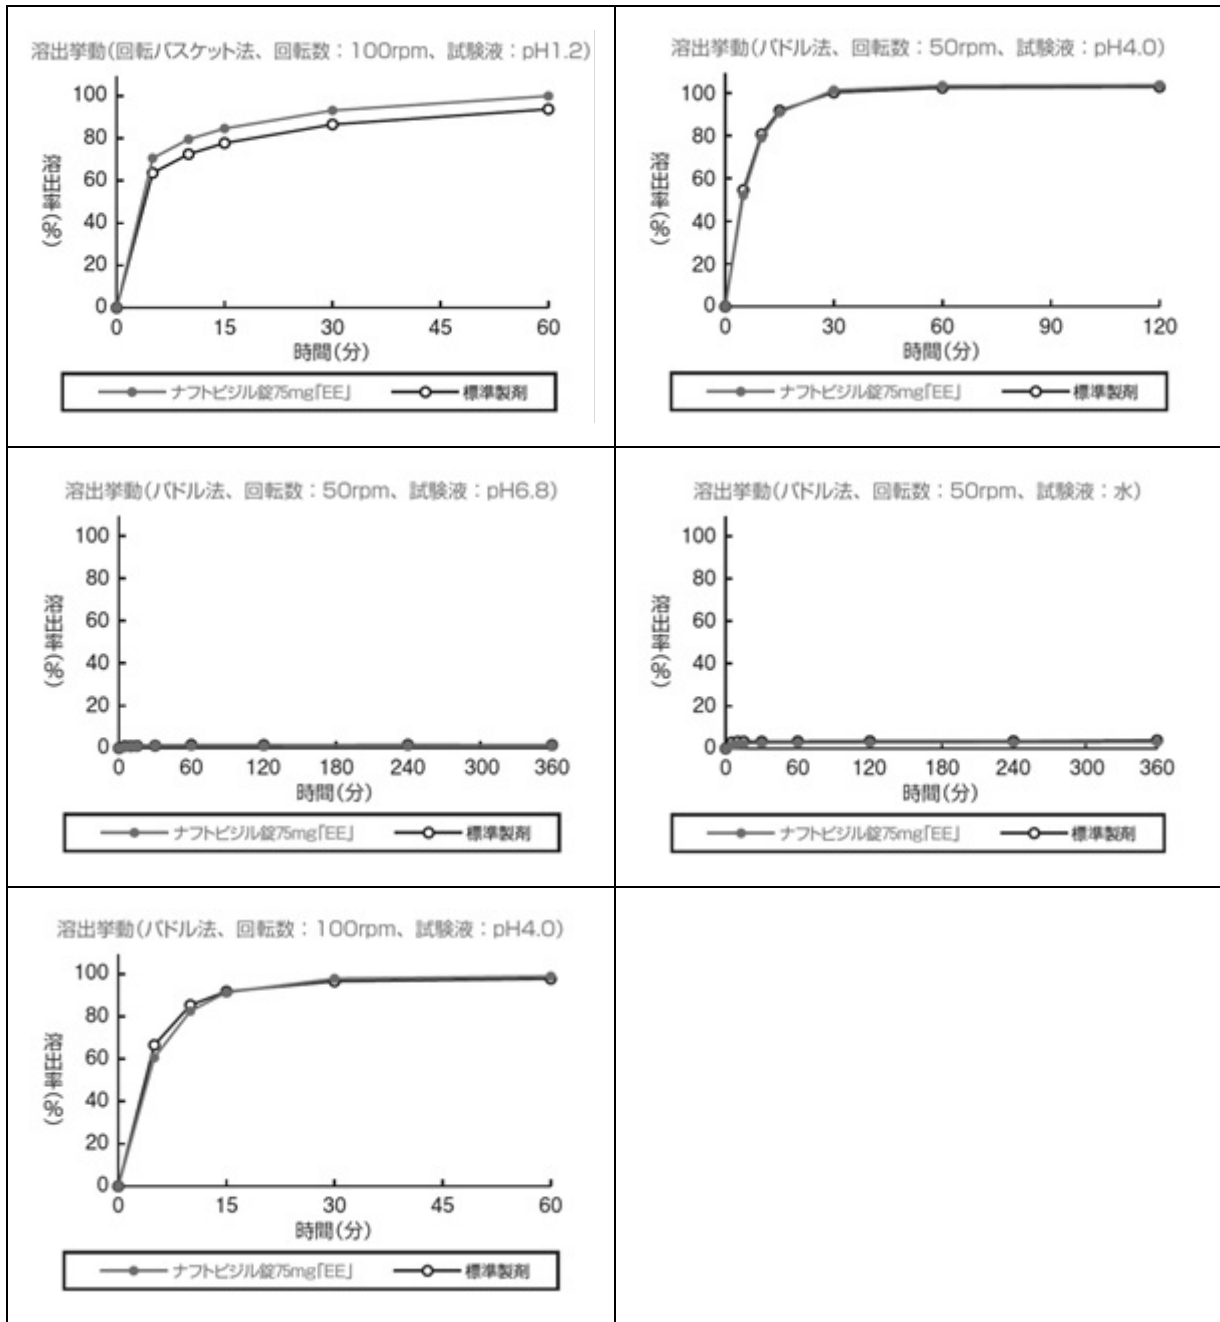 溶出挙動(回転バスケット法、回転数：100rpm、試験液：pH1.2)
溶出率(%)
100
80
60
40
20
0
0 15 30 45 60
時間(分)
ナフトピジル錠75mg「EE」 標準製剤
溶出挙動(パドル法、回転数：50rpm、試験液：pH4.0)
溶出率(%)
100
80
60
40
20
0
0 30 60 90 120
時間(分)
ナフトピジル錠75mg「EE」 標準製剤
溶出挙動(パドル法、回転数：50rpm、試験液：pH6.8)
溶出率(%)
100
80
60
40
20
0
0 60 120 180 240 300 360
時間(分)
ナフトピジル錠75mg「EE」 標準製剤
溶出挙動(パドル法、回転数：50rpm、試験液：水)
溶出率(%)
100
80
60
40
20
0
0 60 120 180 240 300 360
時間(分)
ナフトピジル錠75mg「EE」 標準製剤
溶出挙動(パドル法、回転数：100rpm、試験液：pH4.0)
溶出率(%)
100
80
60
40
20
0
0 15 30 45 60
時間(分)
ナフトピジル錠75mg「EE」 標準製剤